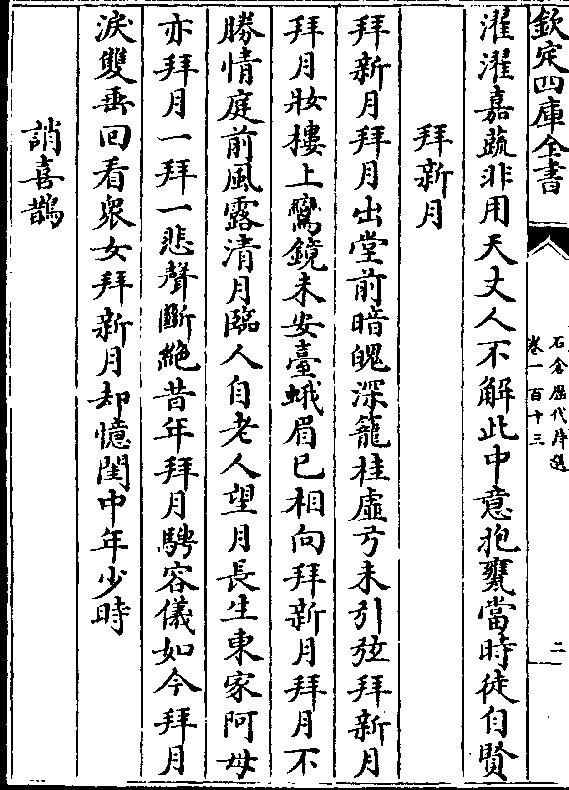 欽定四庫全書
石倉歷代詩選
卷一百十三
二
濯濯嘉蔬非用天丈人不解此中意抱甕當時徒自賢
拜新月
拜新月拜月出堂前暗魄深籠桂虛弓未引弦拜新月
拜月妝樓上鸞鏡未安臺蛾眉已相向拜新月拜月不
勝情庭前風露清月臨人自老人望月長生東家阿母
亦拜月一拜一悲聲斷絶昔年拜月騁容儀如今拜月
淚雙垂回看衆女拜新月却憶閨中年少時
誚喜鵲